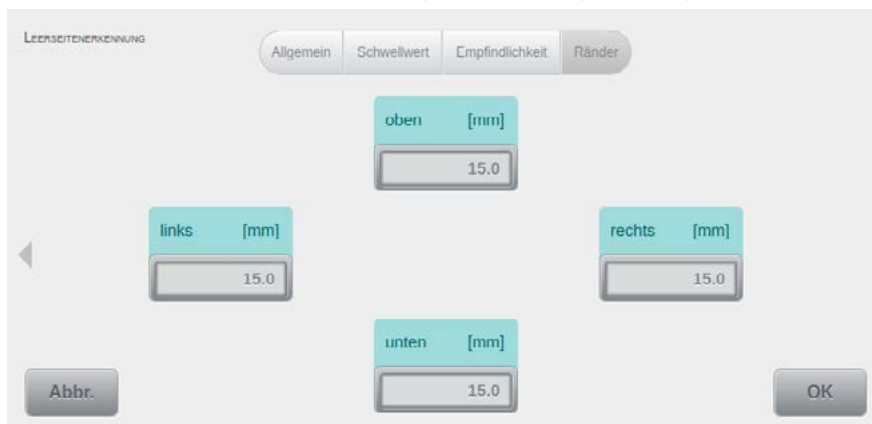 LEERSEITENERKENNUNG
Allgemein Schwellwert Empfindlichkeit Ränder
oben [mm]
15.0
links [mm]
15.0
rechts [mm]
15.0
unten [mm]
15.0
Abbr.
OK